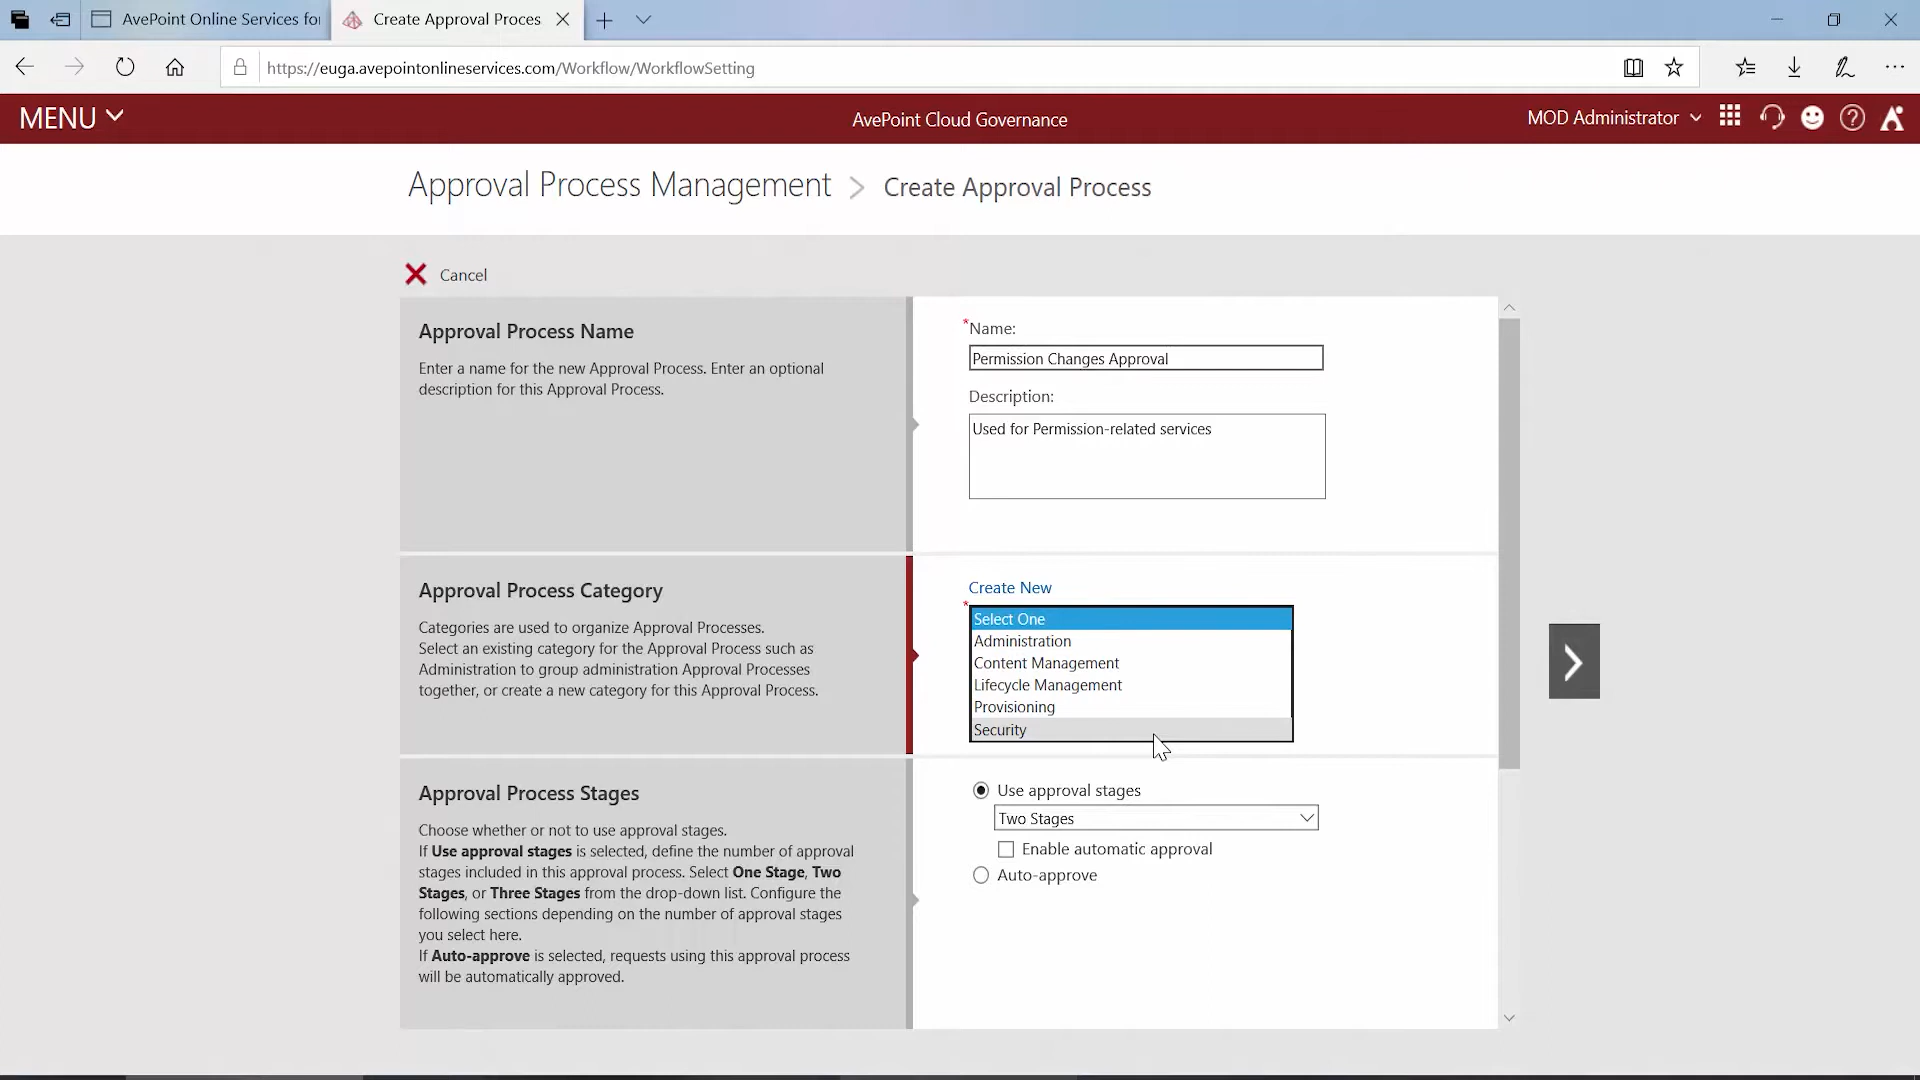 AvePoint Online Services fo
Create Approval Proces
https://euga.avepointonlineservices.com/Workflow/WorkflowSetting
MENU
AvePoint Cloud Governance
MOD Administrator
Approval Process Management > Create Approval Process
Cancel
Approval Process Name
Enter a name for the new Approval Process. Enter an optional
description for this Approval Process.
*Name:
Permission Changes Approval
Description:
Used for Permission-related services
Approval Process Category
Categories are used to organize Approval Processes.
Select an existing category for the Approval Process such as
Administration to group administration Approval Processes
together, or create a new category for this Approval Process.
Create New
*
Select One
Administration
Content Management
Lifecycle Management
Provisioning
Security
Approval Process Stages
Choose whether or not to use approval stages.
If Use approval stages is selected, define the number of approval
stages included in this approval process. Select One Stage, Two
Stages, or Three Stages from the drop-down list. Configure the
following sections depending on the number of approval stages
you select here.
If Auto-approve is selected, requests using this approval process
will be automatically approved.
Use approval stages
Two Stages
Enable automatic approval
Auto-approve